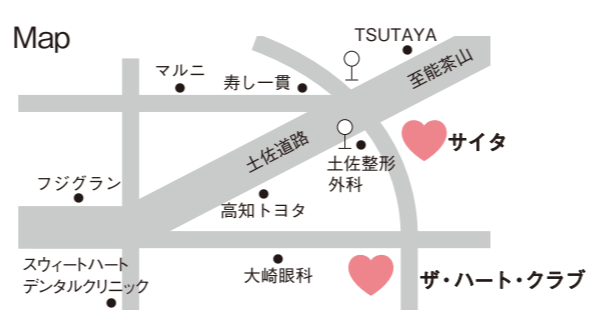 Map
TSUTAYA
マルニ
寿し一貫
至能茶山
サイタ
土佐道路
土佐整形
外科
フジグラン
高知トヨタ
スウィートハート
デンタルクリニック
大崎眼科
ザ・ハート・クラブ